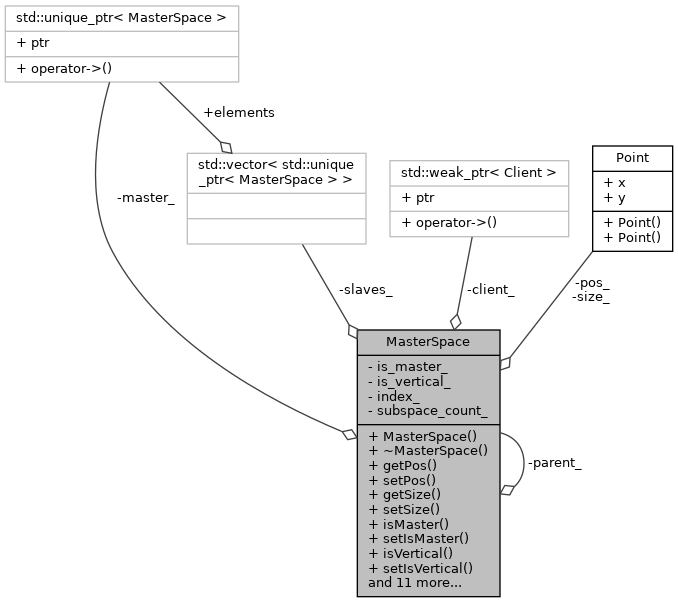 std::unique_ptr< MasterSpace >
+ ptr
+ operator->()
+elements
std::vector< std::unique
_ptr< MasterSpace > >
std::weak_ptr< Client >
+ ptr
+ operator->()
Point
+ x
+ y
+ Point()
+ Point()
-master_
-slaves_
-client_
-pos_
-size_
MasterSpace
- is_master_
- is_vertical_
- index_
- subspace_count_
+ MasterSpace()
+ ~MasterSpace()
+ getPos()
+ setPos()
+ getSize()
+ setSize()
+ isMaster()
+ setIsMaster()
+ isVertical()
+ setIsVertical()
and 11 more...
-parent_